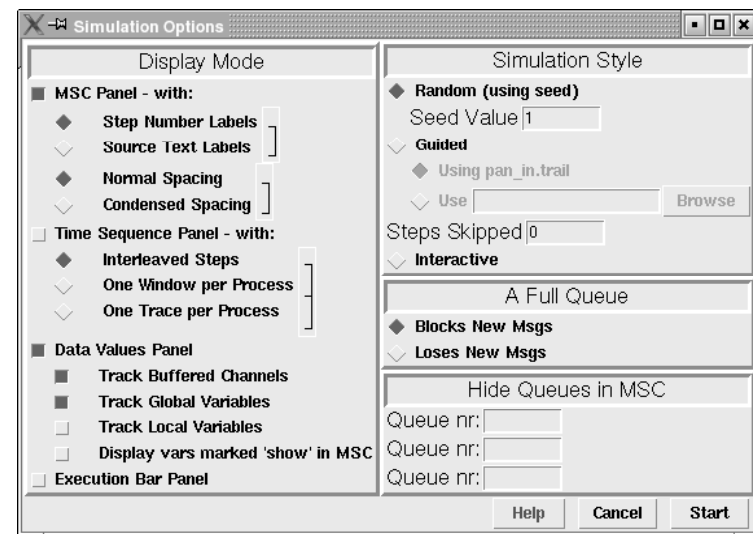 Simulation Options
Display Mode
MSC Panel - with:
Step Number Labels
Source Text Labels
Normal Spacing
Condensed Spacing
Time Sequence Panel - with:
Interleaved Steps
One Window per Process
One Trace per Process
Data Values Panel
Track Buffered Channels
Track Global Variables
Track Local Variables
Display vars marked 'show' in MSC
Execution Bar Panel
Simulation Style
Random (using seed)
Seed Value 1
Guided
Using pan_in.trail
Use Browse
Steps Skipped 0
Interactive
A Full Queue
Blocks New Msgs
Loses New Msgs
Hide Queues in MSC
Queue nr:
Queue nr:
Queue nr:
Help Cancel Start